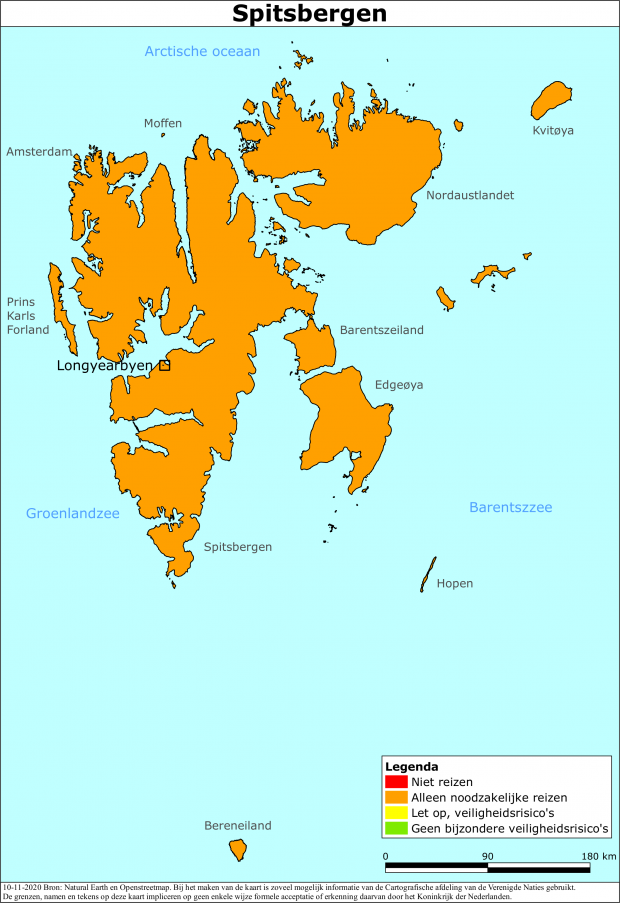 Spitsbergen
Arctische oceaan
Moffen
Kvitøya
Amsterdam
Nordaustlandet
Prins
Karls
Forland
Barentszeiland
Longyearbyen
Edgeøya
Groenlandzee
Barentszzee
Spitsbergen
Hopen
Bereneiland
Legenda
Niet reizen
Alleen noodzakelijke reizen
Let op, veiligheidsrisico's
Geen bijzondere veiligheidsrisico's
0 90 180 km
10-11-2020 Bron: Natural Earth en Openstreetmap. Bij het maken van de kaart is zoveel mogelijk informatie van de Cartografische afdeling van de Verenigde Naties gebruikt.
De grenzen, namen en tekens op deze kaart impliceren op geen enkele wijze formele acceptatie of erkenning daarvan door het Koninkrijk der Nederlanden.